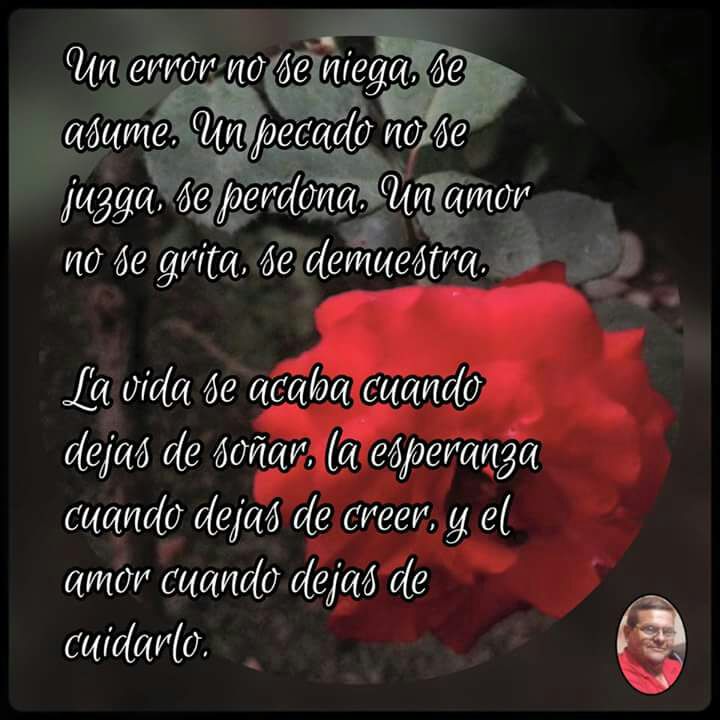 Un error no se niega, se
asume. Un pecado no se
juzga, se perdona. Un amor
no se grita, se demuestra.
La vida se acaba cuando
dejas de soñar, la esperanza
cuando dejas de creer, y el
amor cuando dejas de
cuidarlo.